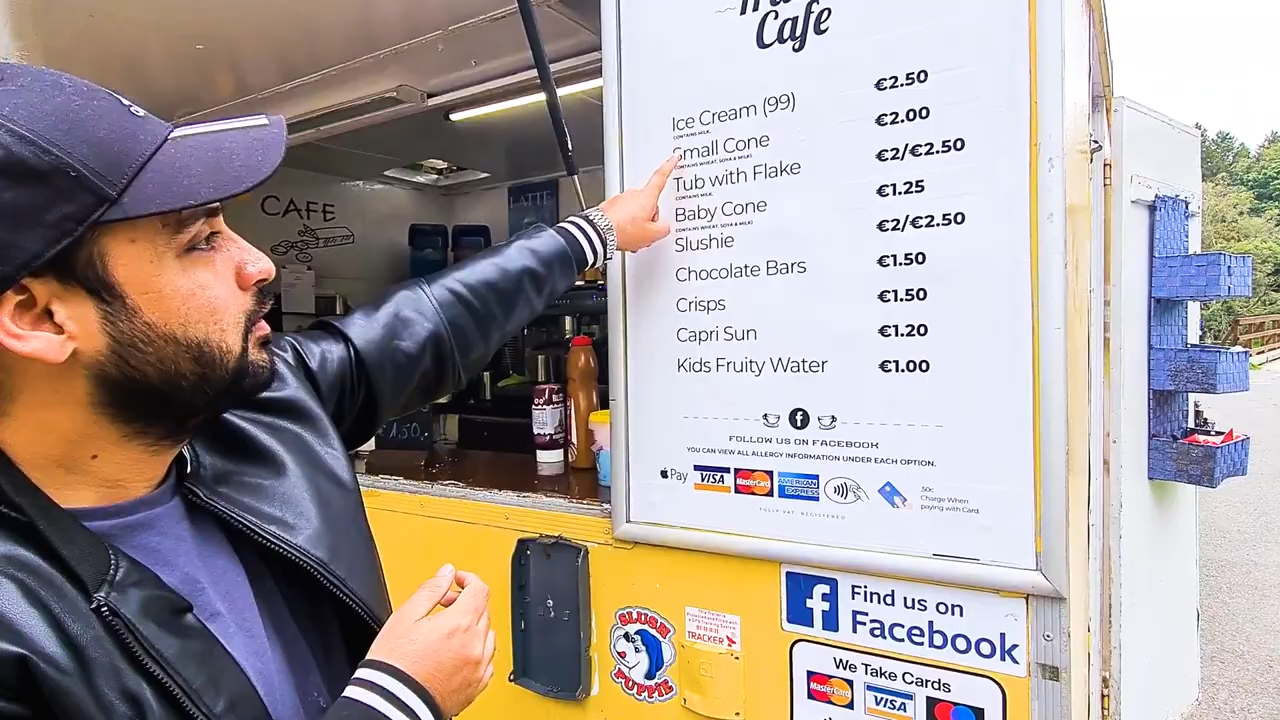 Cafe
Ice Cream (99) €2.50
CONTAINS MILK
Small Cone €2.00
CONTAINS WHEAT, SOYA & MILK)
Tub with Flake €2/€2.50
CONTAINS MILK
Baby Cone €1.25
CONTAINS WHEAT, SOYA & MILK)
Slushie €2/€2.50
Chocolate Bars €1.50
Crisps €1.50
Capri Sun €1.20
Kids Fruity Water €1.00
FOLLOW US ON FACEBOOK
YOU CAN VIEW ALL ALLERGY INFORMATION UNDER EACH OPTION.
Pay VISA MasterCard AMERICAN EXPRESS
50c
Charge When
paying with Card.
FULLY VAT REGISTERED
CAFE
LATTE
€1.50.
SLUSH
PUPPIE
TRACKER
f Find us on
Facebook
We Take Cards
MasterCard VISA